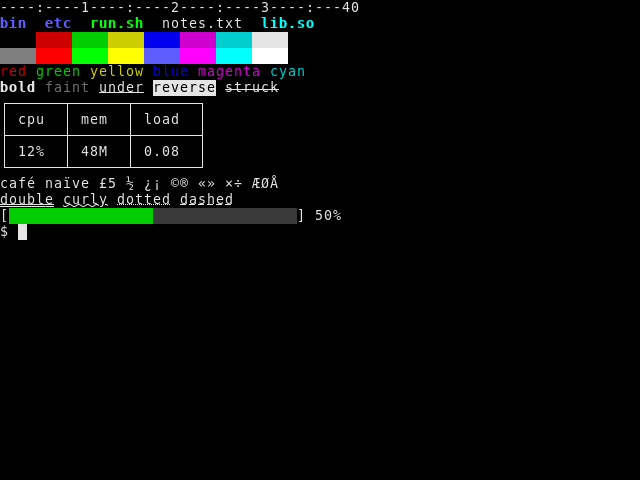 ----:----1----:----2----:----3----:---40
bin  etc  run.sh  notes.txt  lib.so
red green yellow blue magenta cyan
bold faint under reverse struck
cpu mem load
12% 48M 0.08
café naïve £5 ½ ¿¡ ©® «» ×÷ ÆØÅ
double curly dotted dashed
[] 50%
$